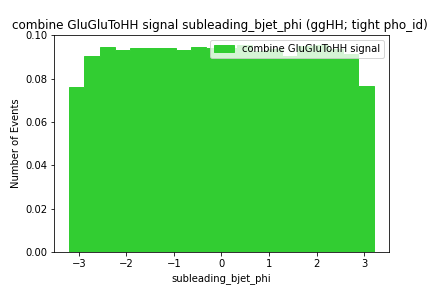 combine GluGluToHH signal subleading_bjet_phi (ggHH; tight pho_id)
combine GluGluToHH signal
Number of Events
0.10
0.08
0.06
0.04
0.02
0.00
−3 −2 −1 0 1 2 3
subleading_bjet_phi